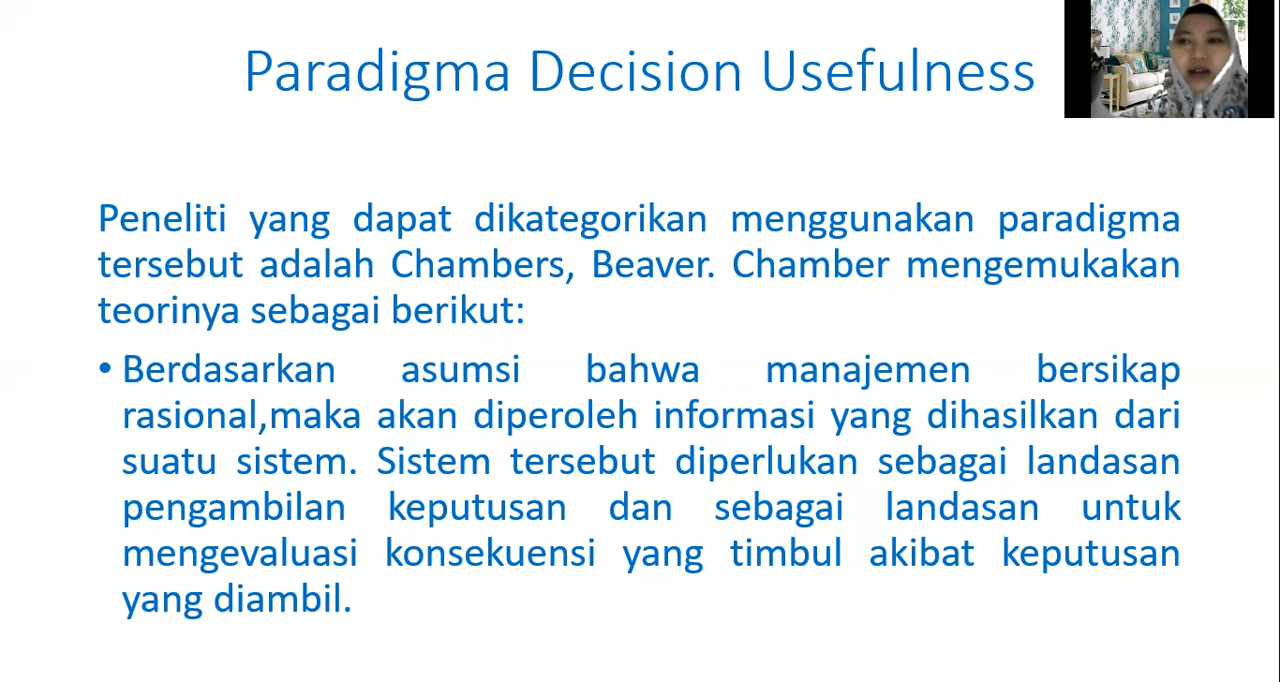 Paradigma Decision Usefulness
Peneliti yang dapat dikategorikan menggunakan paradigma
tersebut adalah Chambers, Beaver. Chamber mengemukakan
teorinya sebagai berikut:
• Berdasarkan asumsi bahwa manajemen bersikap
rasional,maka akan diperoleh informasi yang dihasilkan dari
suatu sistem. Sistem tersebut diperlukan sebagai landasan
pengambilan keputusan dan sebagai landasan untuk
mengevaluasi konsekuensi yang timbul akibat keputusan
yang diambil.